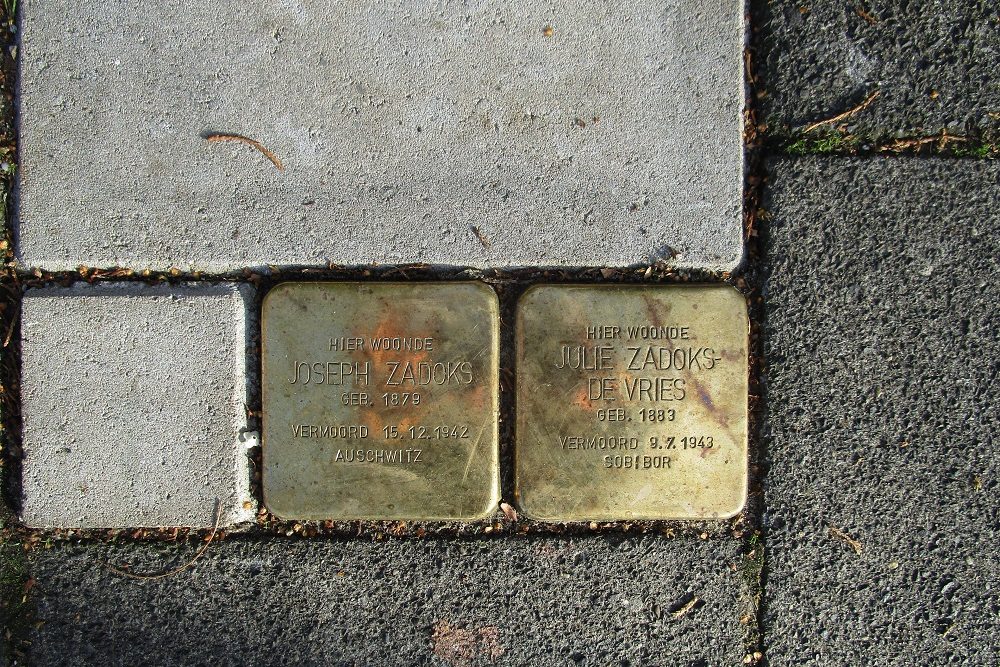 HIER WOONDE
JOSEPH ZADOKS
GEB. 1879
VERMOORD 15.12.1942
AUSCHWITZ
HIER WOONDE
JULIE ZADOKS-
DE VRIES
GEB. 1883
VERMOORD 9.7.1943
SOBIBOR